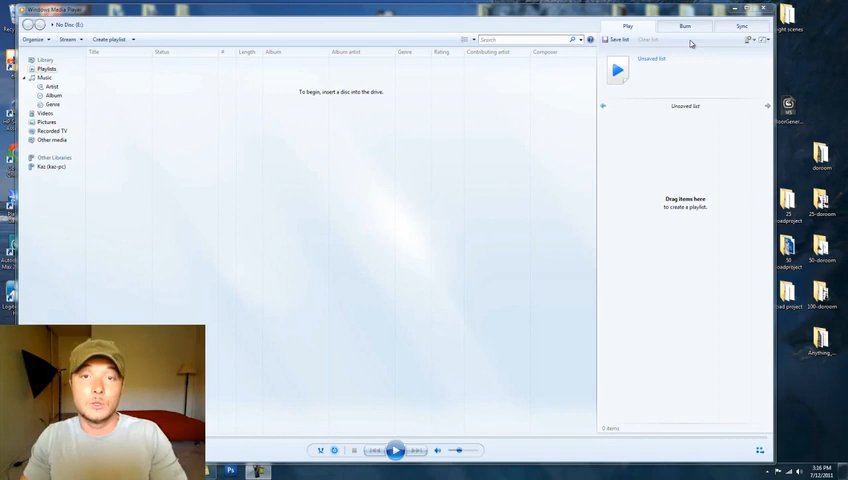 Windows Media Player
No Disc (E:)
Organize
Stream
Create playlist
Search
Play
Burn
Sync
Save list
Clear list
Title
Status
#
Length
Album
Album artist
Genre
Rating
Contributing artist
Composer
Library
Playlists
Music
Artist
Album
Genre
Videos
Pictures
Recorded TV
Other media
Other Libraries
Kaz (kaz-pc)
To begin, insert a disc into the drive.
Unsaved list
Unsaved list
Drag items here
to create a playlist.
0 items
doroom
25
25-doroom
50
50-doroom
100-doroom
Ps
3:16 PM
7/12/2011